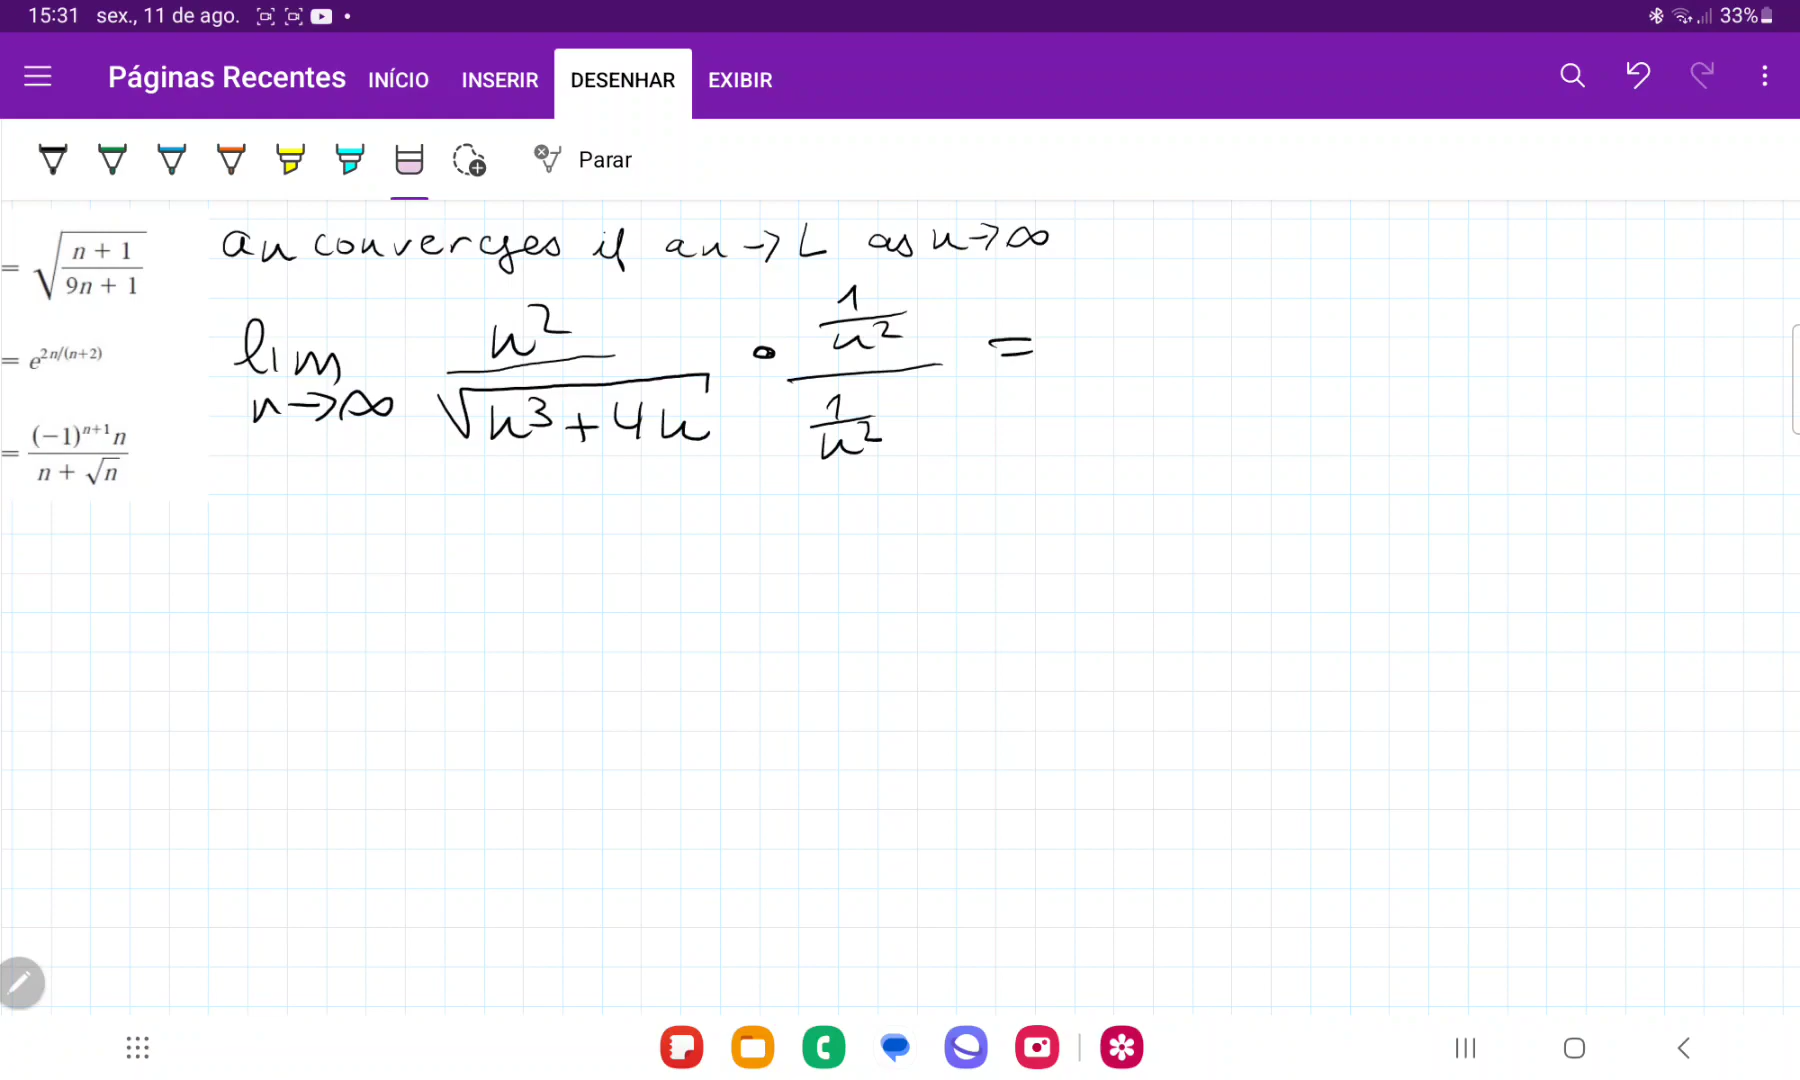 15:31 sex., 11 de ago. 33%
Páginas Recentes INÍCIO INSERIR DESENHAR EXIBIR
Parar
= √((n + 1)/(9n + 1))
= e^(2n/(n+2))
= ((−1)^(n+1) n)/(n + √n)
an converges if an → L as n → ∞
lim n→∞ n²/√(n³ + 4n) • (1/n²)/(1/n²) =